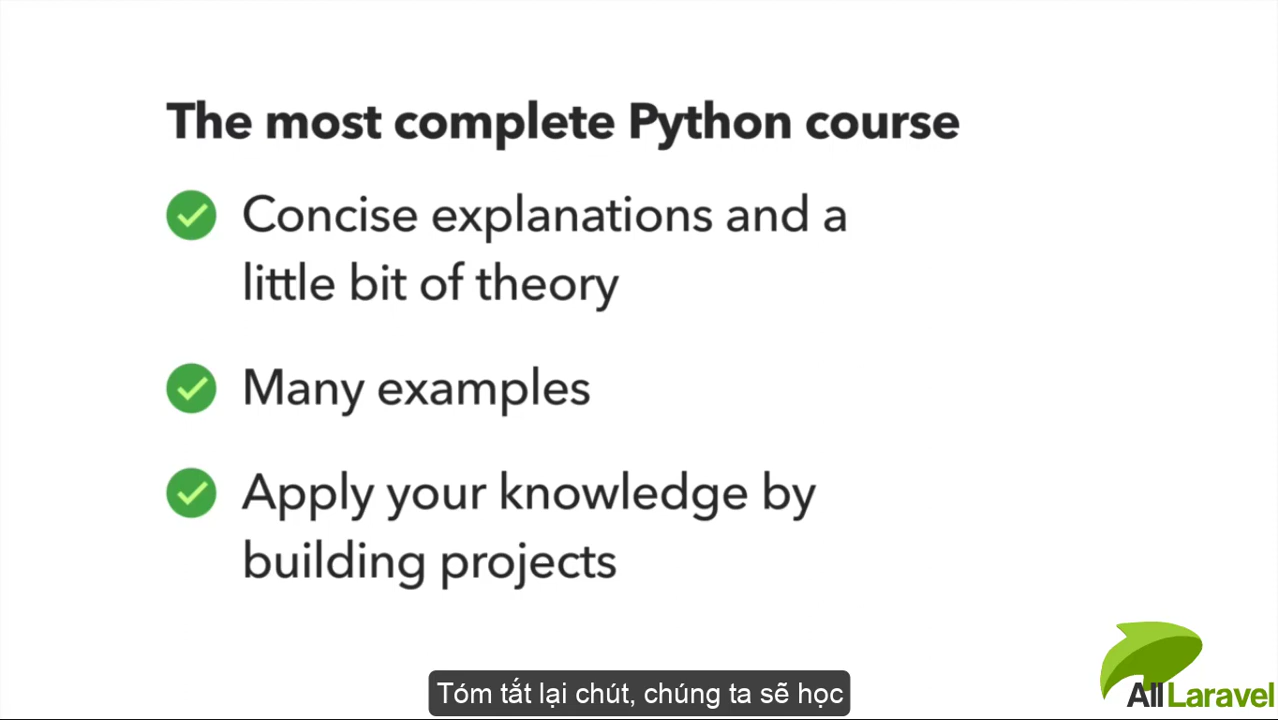 The most complete Python course
Concise explanations and a
little bit of theory
Many examples
Apply your knowledge by
building projects
Tóm tắt lại chút, chúng ta sẽ học
AllLaravel